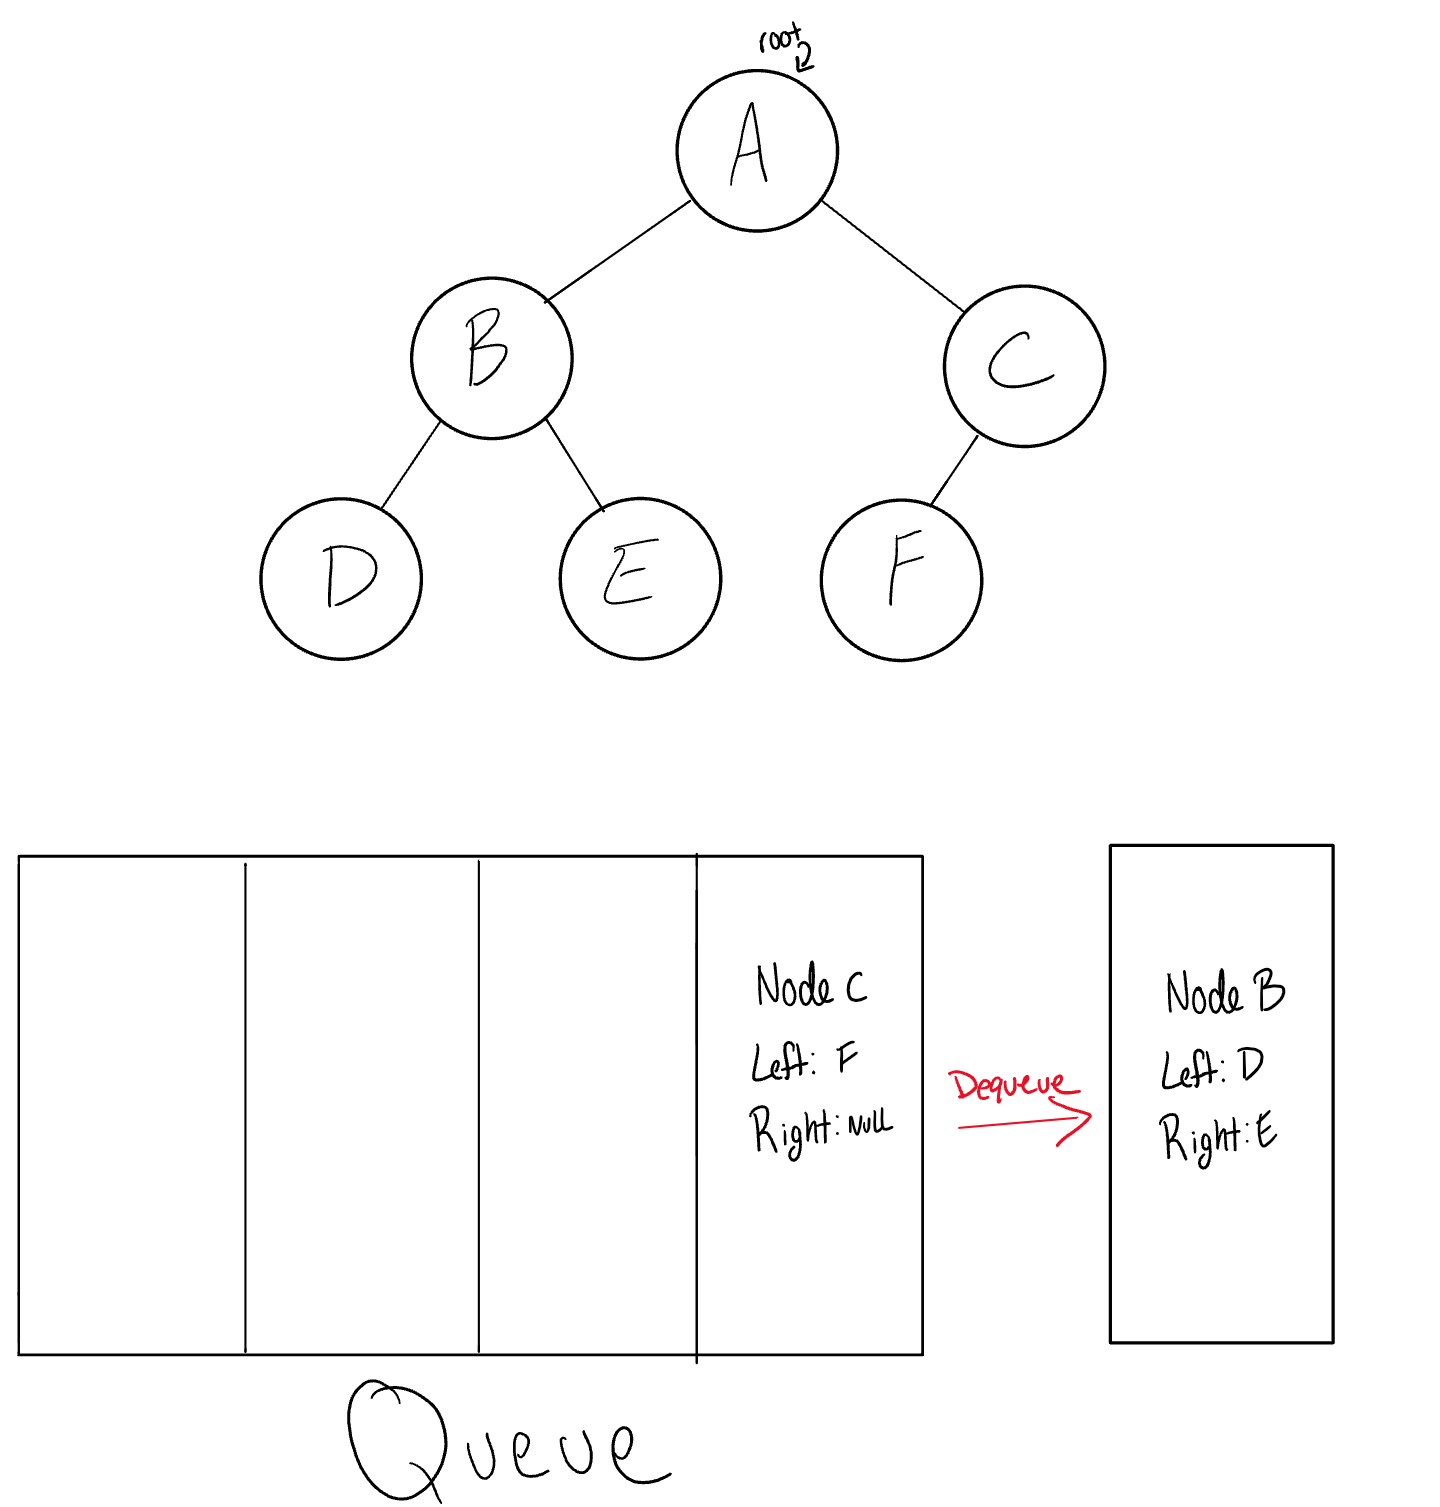 root
A
B
C
D
E
F
Node C
Left: F
Right: NULL
Dequeue
Node B
Left: D
Right: E
Queue